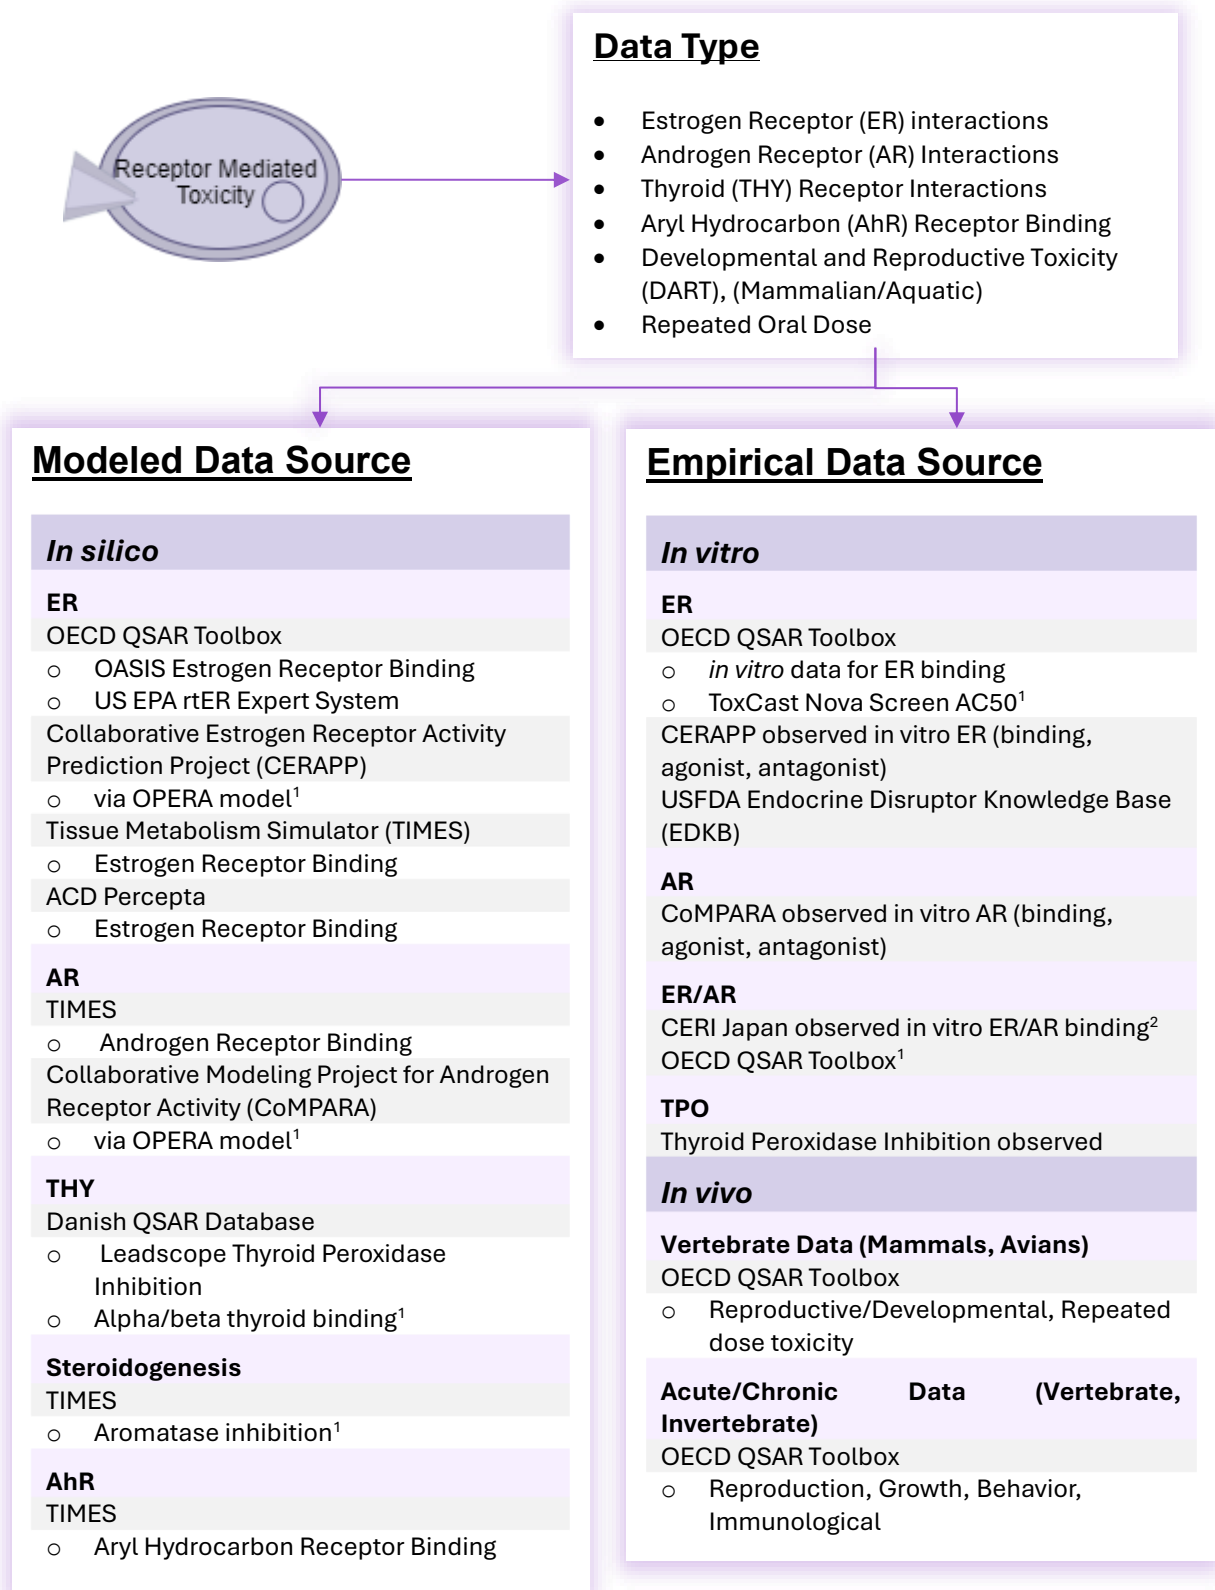 Receptor Mediated
Toxicity
Data Type
• Estrogen Receptor (ER) interactions
• Androgen Receptor (AR) Interactions
• Thyroid (THY) Receptor Interactions
• Aryl Hydrocarbon (AhR) Receptor Binding
• Developmental and Reproductive Toxicity
(DART), (Mammalian/Aquatic)
• Repeated Oral Dose
Modeled Data Source
In silico
ER
OECD QSAR Toolbox
o OASIS Estrogen Receptor Binding
o US EPA rtER Expert System
Collaborative Estrogen Receptor Activity
Prediction Project (CERAPP)
o via OPERA model¹
Tissue Metabolism Simulator (TIMES)
o Estrogen Receptor Binding
ACD Percepta
o Estrogen Receptor Binding
AR
TIMES
o Androgen Receptor Binding
Collaborative Modeling Project for Androgen
Receptor Activity (CoMPARA)
o via OPERA model¹
THY
Danish QSAR Database
o Leadscope Thyroid Peroxidase
Inhibition
o Alpha/beta thyroid binding¹
Steroidogenesis
TIMES
o Aromatase inhibition¹
AhR
TIMES
o Aryl Hydrocarbon Receptor Binding
Empirical Data Source
In vitro
ER
OECD QSAR Toolbox
o in vitro data for ER binding
o ToxCast Nova Screen AC50¹
CERAPP observed in vitro ER (binding,
agonist, antagonist)
USFDA Endocrine Disruptor Knowledge Base
(EDKB)
AR
CoMPARA observed in vitro AR (binding,
agonist, antagonist)
ER/AR
CERI Japan observed in vitro ER/AR binding²
OECD QSAR Toolbox¹
TPO
Thyroid Peroxidase Inhibition observed
In vivo
Vertebrate Data (Mammals, Avians)
OECD QSAR Toolbox
o Reproductive/Developmental, Repeated
dose toxicity
Acute/Chronic Data (Vertebrate,
Invertebrate)
OECD QSAR Toolbox
o Reproduction, Growth, Behavior,
Immunological